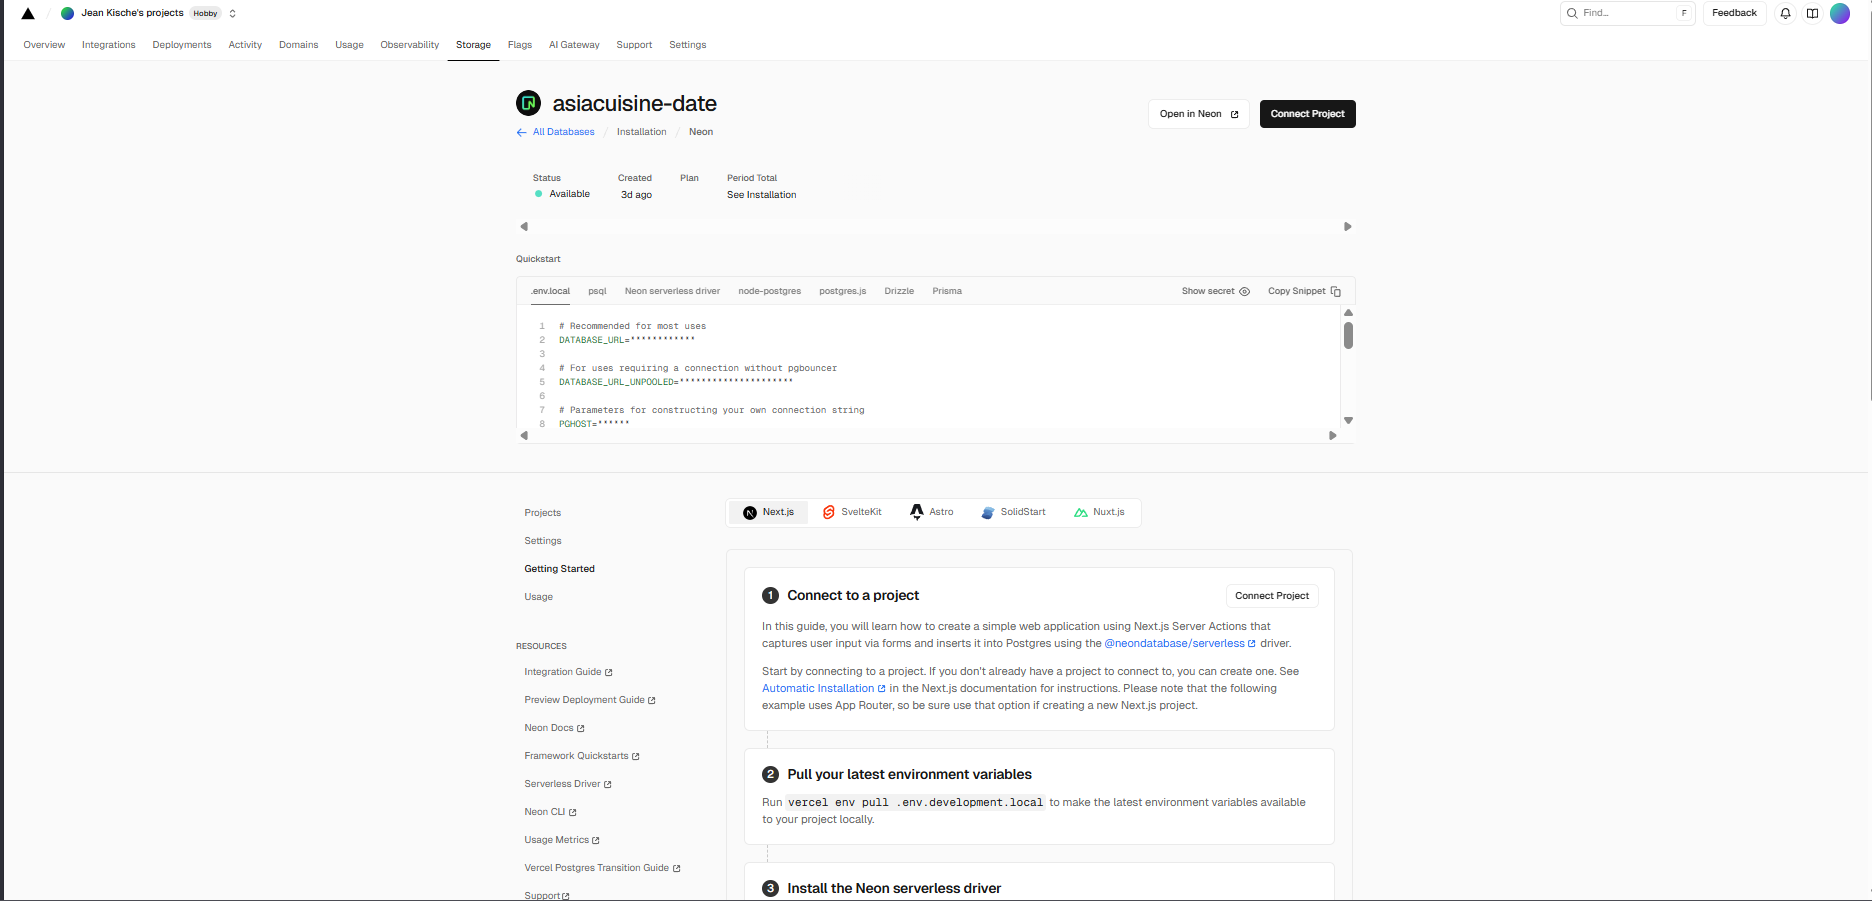 Jean Kische's projects Hobby
Find... F Feedback
Overview Integrations Deployments Activity Domains Usage Observability Storage Flags AI Gateway Support Settings
asiacuisine-date
Open in Neon Connect Project
All Databases / Installation / Neon
Status Created Plan Period Total
Available 3d ago See Installation
Quickstart
.env.local psql Neon serverless driver node-postgres postgres.js Drizzle Prisma Show secret Copy Snippet
1 # Recommended for most uses
2 DATABASE_URL=************
3
4 # For uses requiring a connection without pgbouncer
5 DATABASE_URL_UNPOOLED=*********************
6
7 # Parameters for constructing your own connection string
8 PGHOST=******
Projects
Settings
Getting Started
Usage
RESOURCES
Integration Guide
Preview Deployment Guide
Neon Docs
Framework Quickstarts
Serverless Driver
Neon CLI
Usage Metrics
Vercel Postgres Transition Guide
Support
Next.js SvelteKit Astro SolidStart Nuxt.js
1 Connect to a project Connect Project
In this guide, you will learn how to create a simple web application using Next.js Server Actions that
captures user input via forms and inserts it into Postgres using the @neondatabase/serverless driver.
Start by connecting to a project. If you don't already have a project to connect to, you can create one. See
Automatic Installation in the Next.js documentation for instructions. Please note that the following
example uses App Router, so be sure use that option if creating a new Next.js project.
2 Pull your latest environment variables
Run vercel env pull .env.development.local to make the latest environment variables available
to your project locally.
3 Install the Neon serverless driver